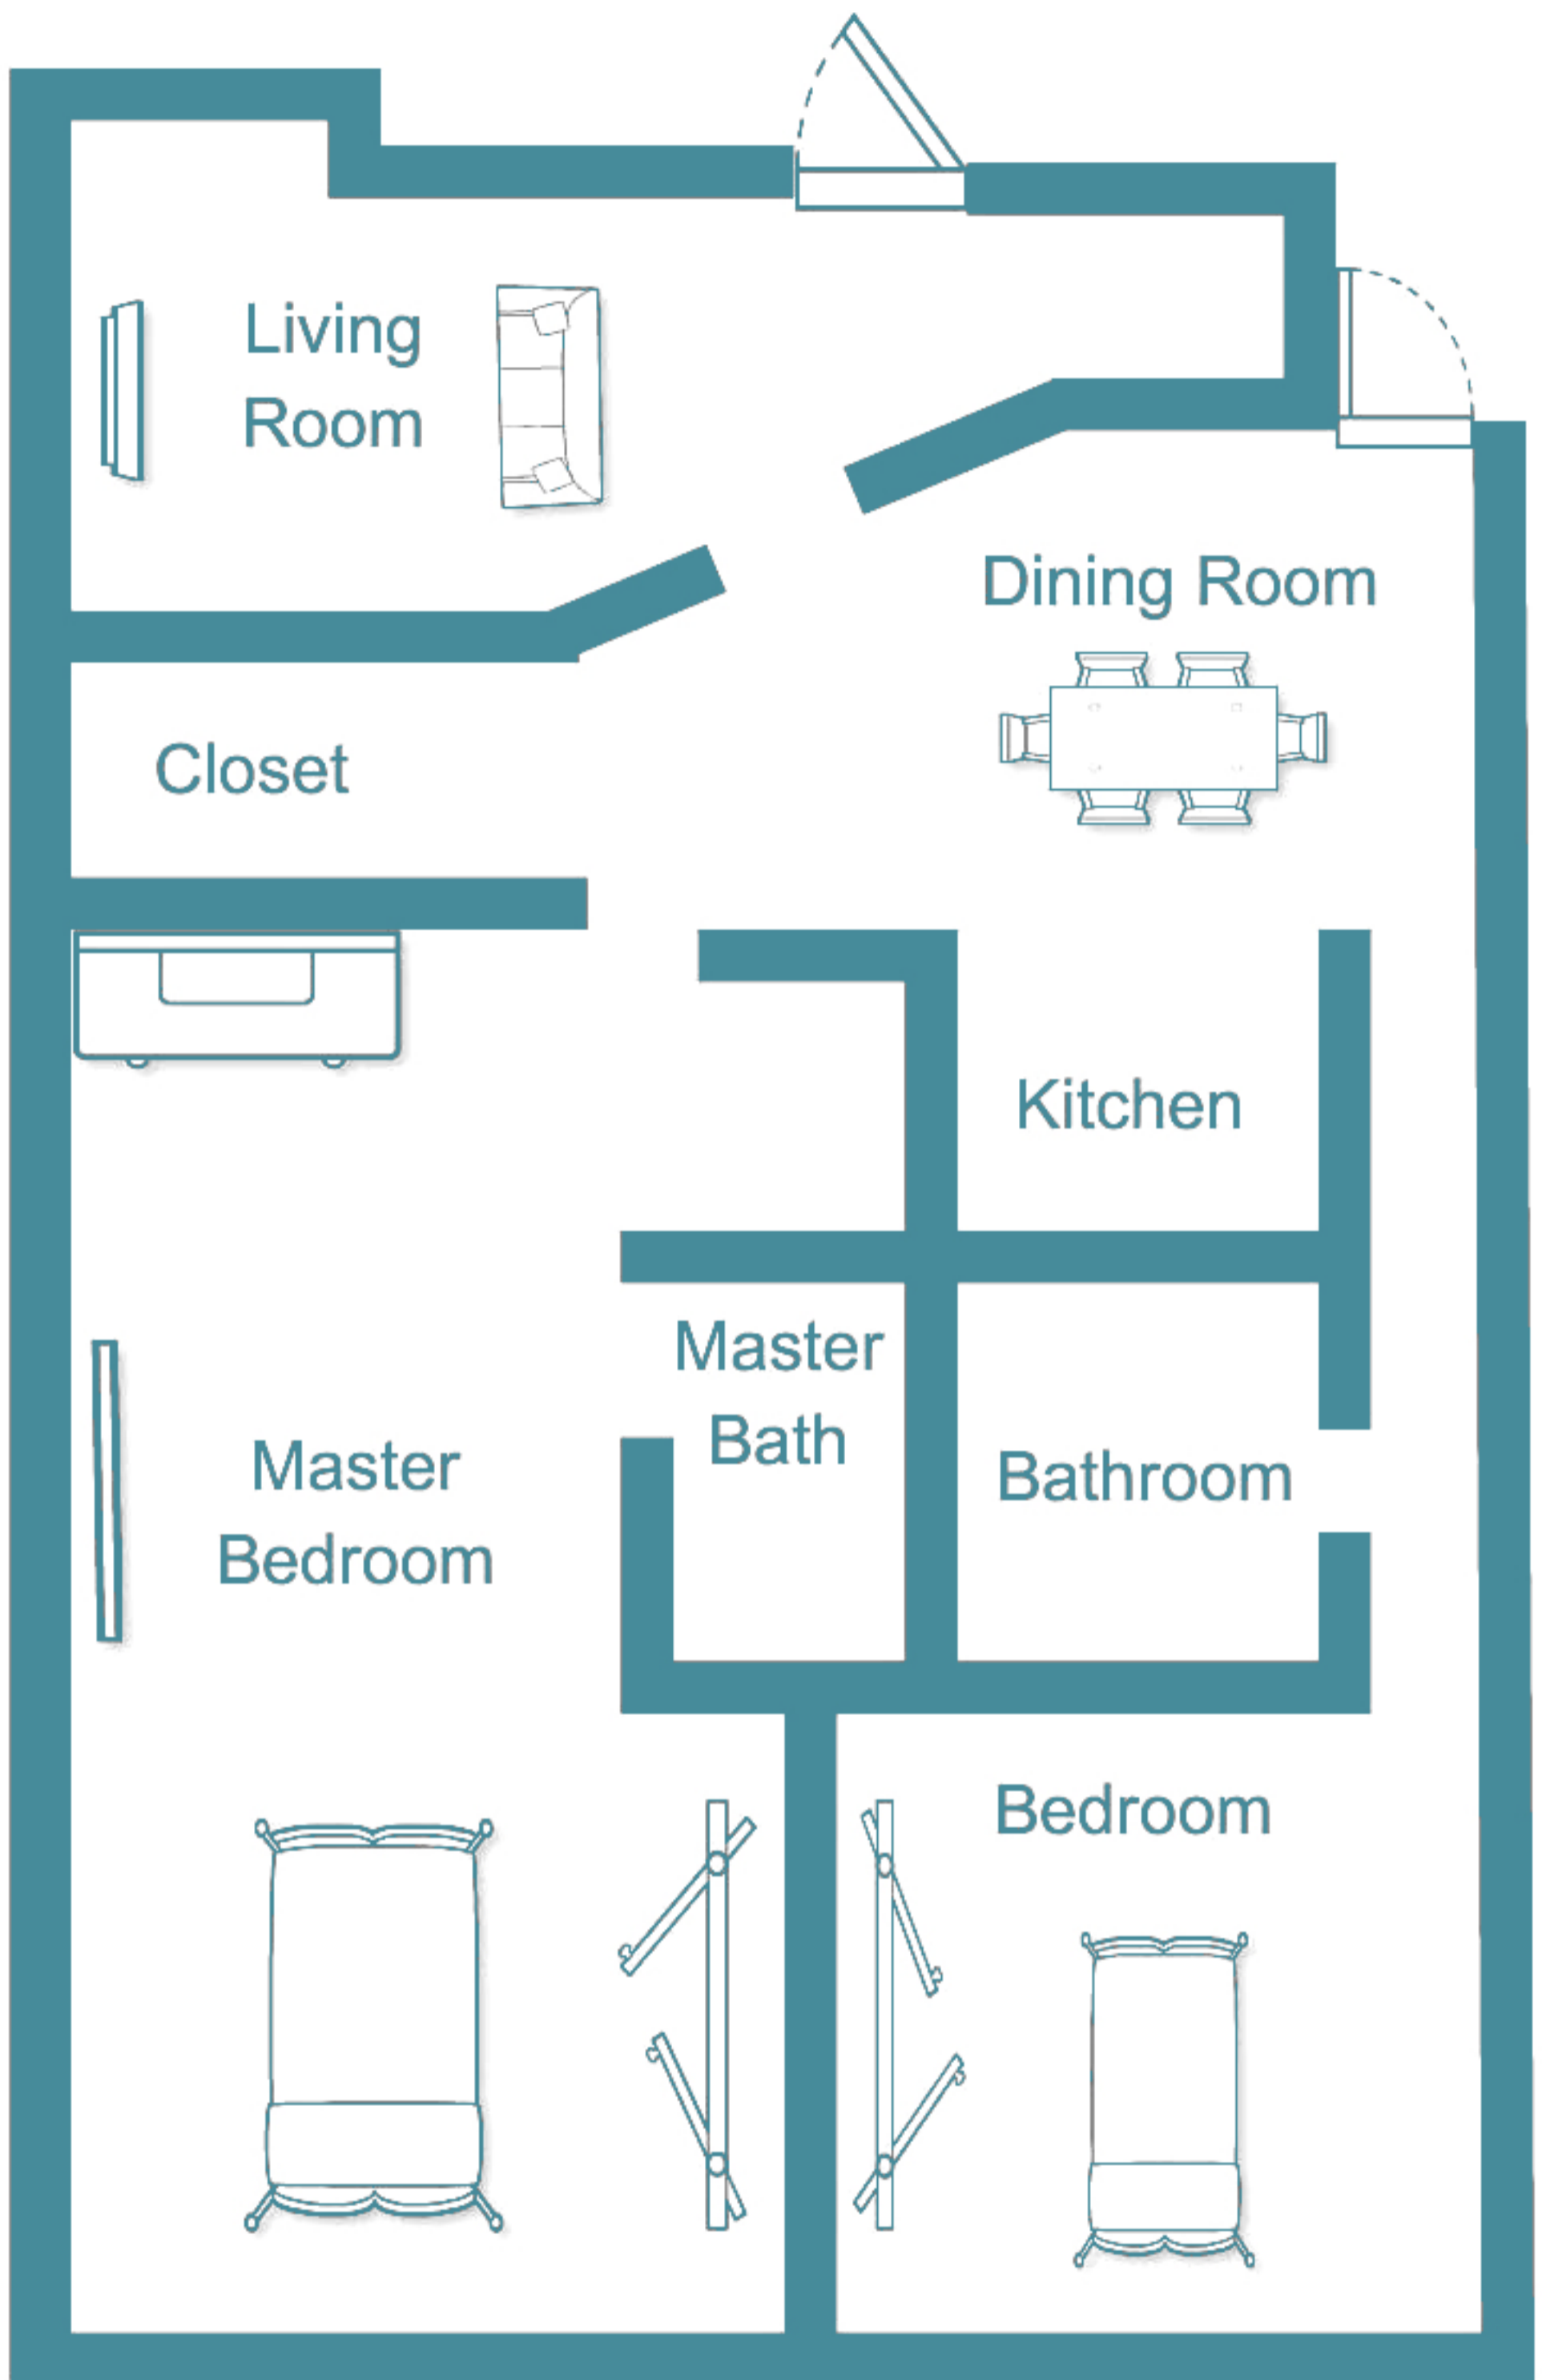 Living
Room
Dining Room
Closet
Kitchen
Master
Bath
Master
Bedroom
Bathroom
Bedroom